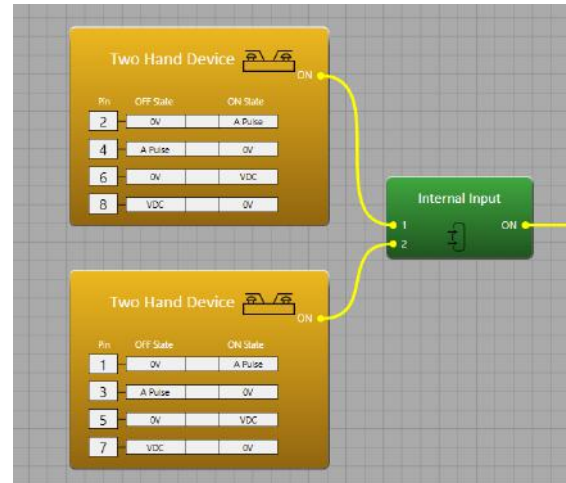 Two Hand Device
ON
Pin OFF State ON State
2 0V A Pulse
4 A Pulse 0V
6 0V VDC
8 VDC 0V
Internal Input
1 ON
2
Two Hand Device
ON
Pin OFF State ON State
1 0V A Pulse
3 A Pulse 0V
5 0V VDC
7 VDC 0V